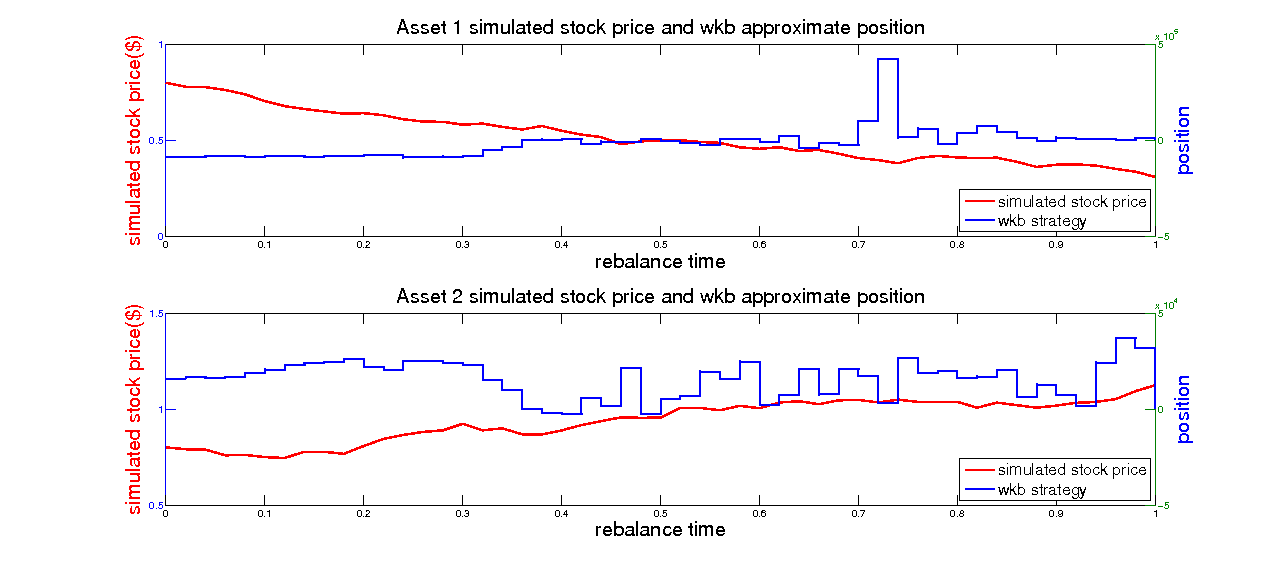 Asset 1 simulated stock price and wkb approximate position
simulated stock price($)
1
0.5
0
x 10
5
0
-5
position
simulated stock price
wkb strategy
0 0.1 0.2 0.3 0.4 0.5 0.6 0.7 0.8 0.9 1
rebalance time
Asset 2 simulated stock price and wkb approximate position
simulated stock price($)
1.5
1
0.5
x 10^4
5
0
-5
position
simulated stock price
wkb strategy
0 0.1 0.2 0.3 0.4 0.5 0.6 0.7 0.8 0.9 1
rebalance time